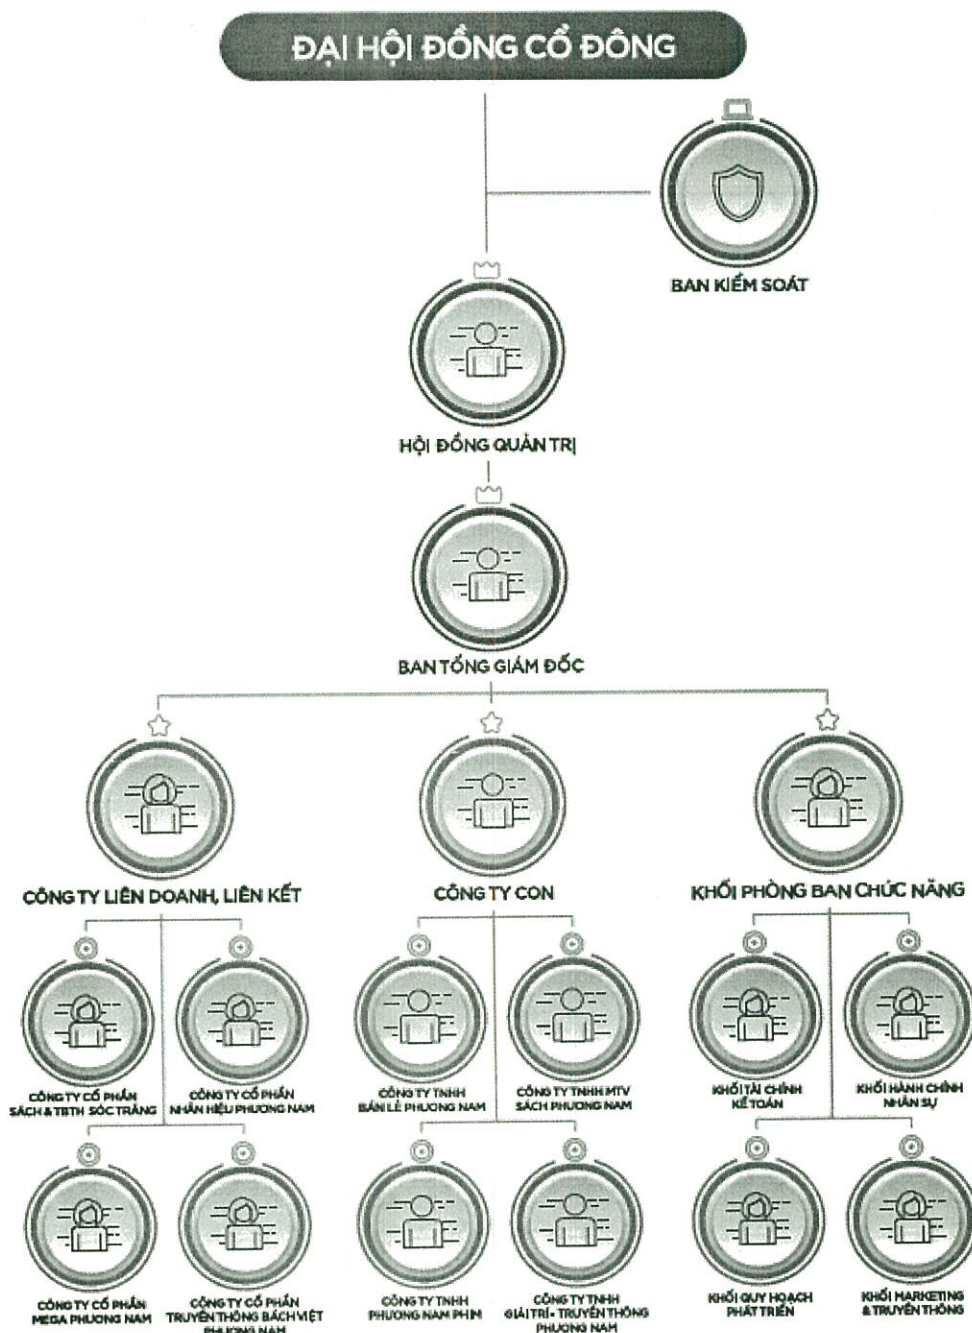 ĐẠI HỘI ĐỒNG CỔ ĐÔNG
BAN KIỂM SOÁT
HỘI ĐỒNG QUẢN TRỊ
BAN TỔNG GIÁM ĐỐC
CÔNG TY LIÊN DOANH, LIÊN KẾT
CÔNG TY CON
KHỐI PHÒNG BAN CHỨC NĂNG
CÔNG TY CỔ PHẦN
SÁCH & TBTH SÓC TRĂNG
CÔNG TY CỔ PHẦN
NHÂN HIỆU PHƯƠNG NAM
CÔNG TY TNHH
BÁN LẺ PHƯƠNG NAM
CÔNG TY TNHH MTV
SÁCH PHƯƠNG NAM
KHỐI TÀI CHÍNH
KẾ TOÁN
KHỐI HÀNH CHÍNH
NHÂN SỰ
CÔNG TY CỔ PHẦN
MEGA PHƯƠNG NAM
CÔNG TY CỔ PHẦN
TRUYỀN THÔNG BÁCH VIỆT
PHƯƠNG NAM
CÔNG TY TNHH
PHƯƠNG NAM PHIM
CÔNG TY TNHH
GIẢI TRÍ - TRUYỀN THÔNG
PHƯƠNG NAM
KHỐI QUY HOẠCH
PHÁT TRIỂN
KHỐI MARKETING
& TRUYỀN THÔNG